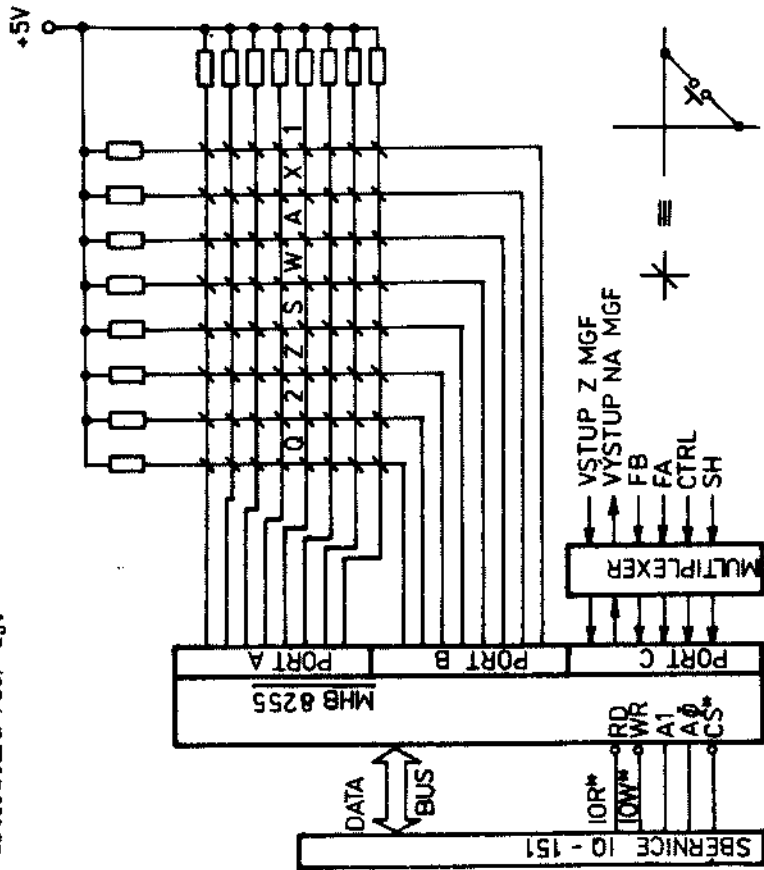 +5V
Q 2 Z S W A X 1
VSTUP Z MGF
VÝSTUP NA MGF
FB
FA
CTRL
SH
MULTIPLEXER
PORT A
PORT B
PORT C
MHB 8255
RD
WR
A1
A0
CS*
DATA
BUS
IOR*
IOW*
SBERNICE IQ - 151
≡